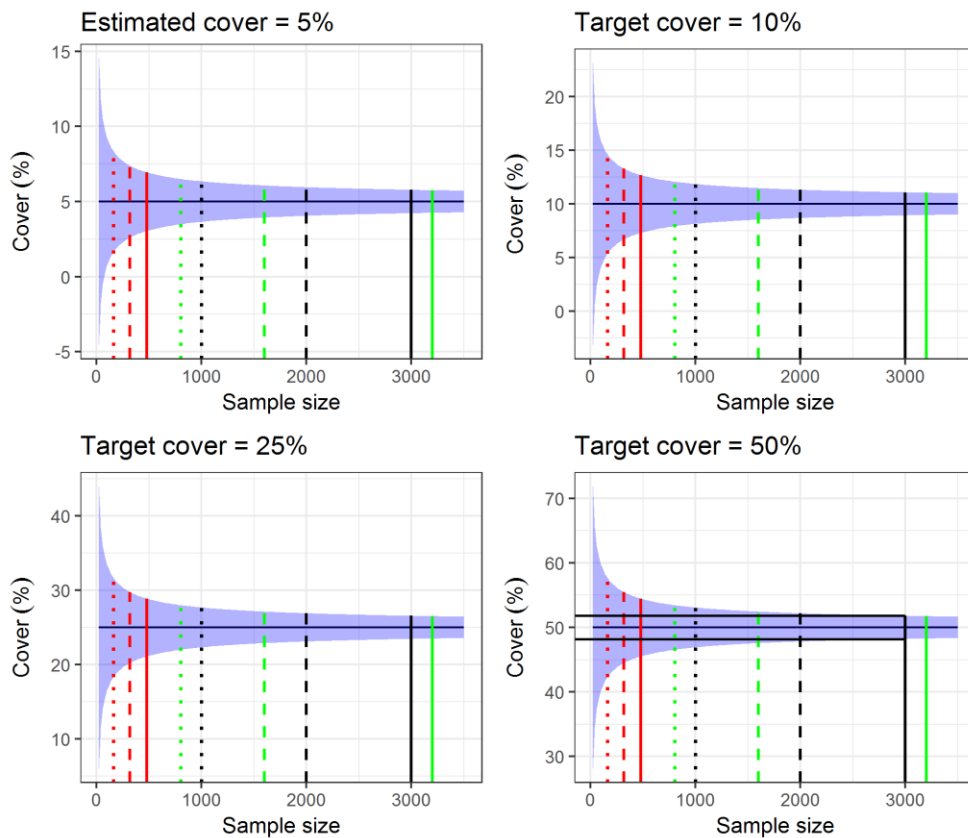 Estimated cover = 5%
15
10
5
0
-5
Cover (%)
0 1000 2000 3000
Sample size
Target cover = 10%
20
15
10
5
0
Cover (%)
0 1000 2000 3000
Sample size
Target cover = 25%
40
30
20
10
Cover (%)
0 1000 2000 3000
Sample size
Target cover = 50%
70
60
50
40
30
Cover (%)
0 1000 2000 3000
Sample size